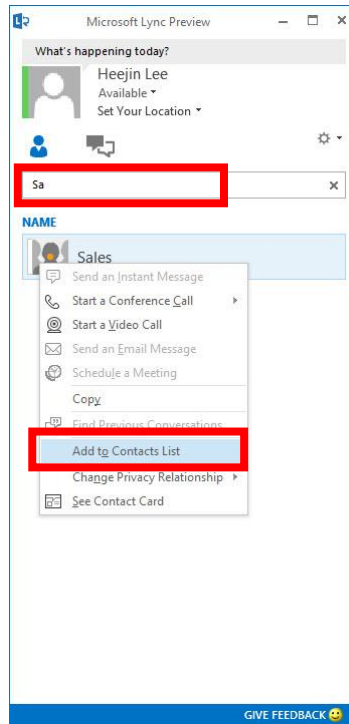 Microsoft Lync Preview
What's happening today?
Heejin Lee
Available
Set Your Location
Sa
NAME
Sales
Send an Instant Message
Start a Conference Call
Start a Video Call
Send an Email Message
Schedule a Meeting
Copy
Find Previous Conversations
Add to Contacts List
Change Privacy Relationship
See Contact Card
GIVE FEEDBACK